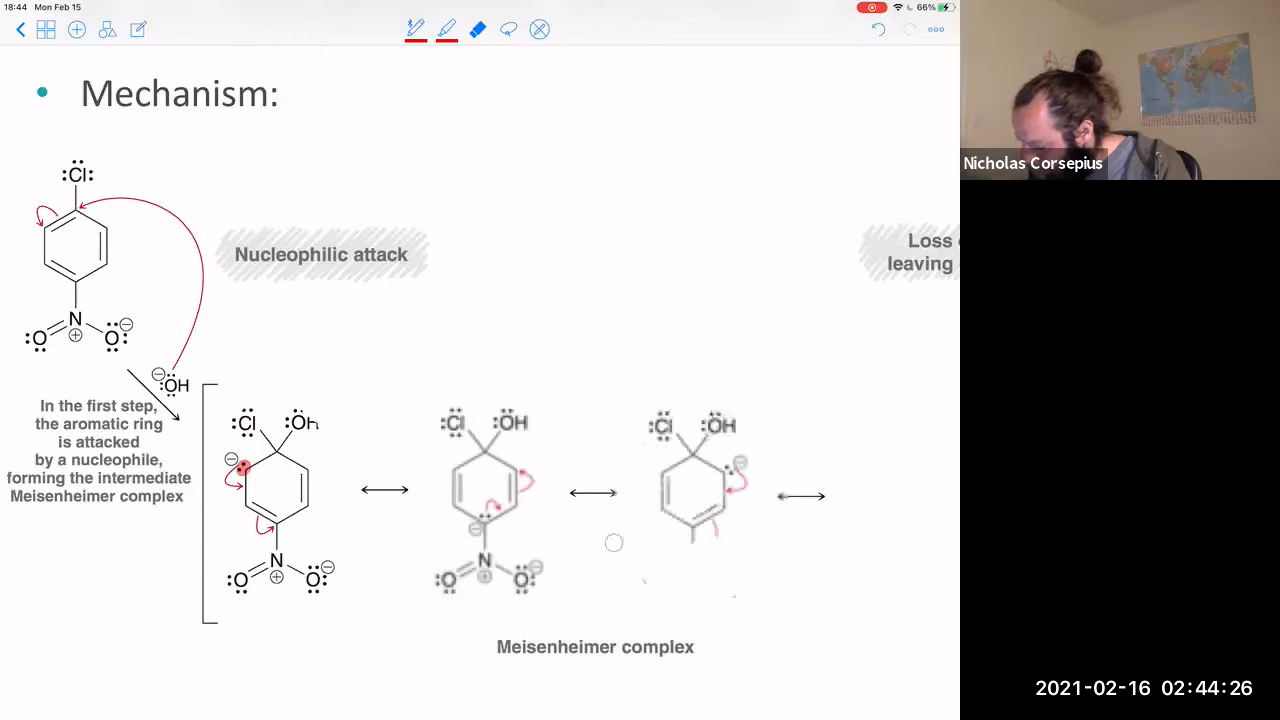 18:44 Mon Feb 15
66%
• Mechanism:
:Cl:
Nucleophilic attack
Loss
leaving
N
:O
O:
:OH
In the first step,
the aromatic ring
is attacked
by a nucleophile,
forming the intermediate
Meisenheimer complex
:Cl :OH
:Cl :OH
:Cl :OH
N
:O O:
N
:O O:
Meisenheimer complex
Nicholas Corsepius
2021-02-16 02:44:26